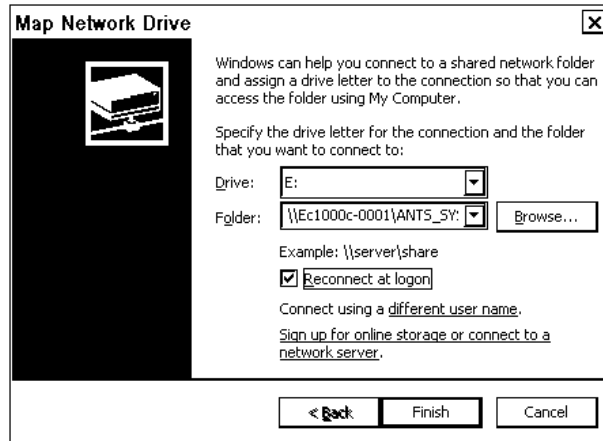 Map Network Drive
Windows can help you connect to a shared network folder
and assign a drive letter to the connection so that you can
access the folder using My Computer.
Specify the drive letter for the connection and the folder
that you want to connect to:
Drive: E:
Folder: \\Ec1000c-0001\ANTS_SY: Browse...
Example: \\server\share
Reconnect at logon
Connect using a different user name.
Sign up for online storage or connect to a
network server.
< Back Finish Cancel